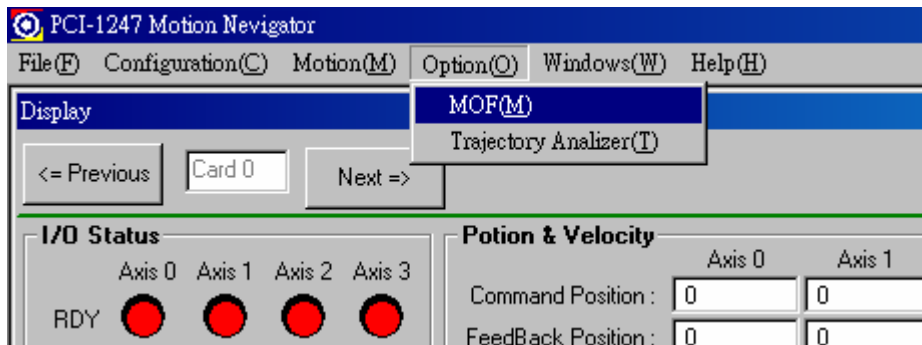 PCI-1247 Motion Nevigator
File(F) Configuration(C) Motion(M) Option(O) Windows(W) Help(H)
MOF(M)
Trajectory Analizer(T)
Display
<= Previous Card 0 Next =>
I/O Status
Axis 0 Axis 1 Axis 2 Axis 3
RDY
Potion & Velocity
Axis 0 Axis 1
Command Position : 0 0
FeedBack Position : 0 0